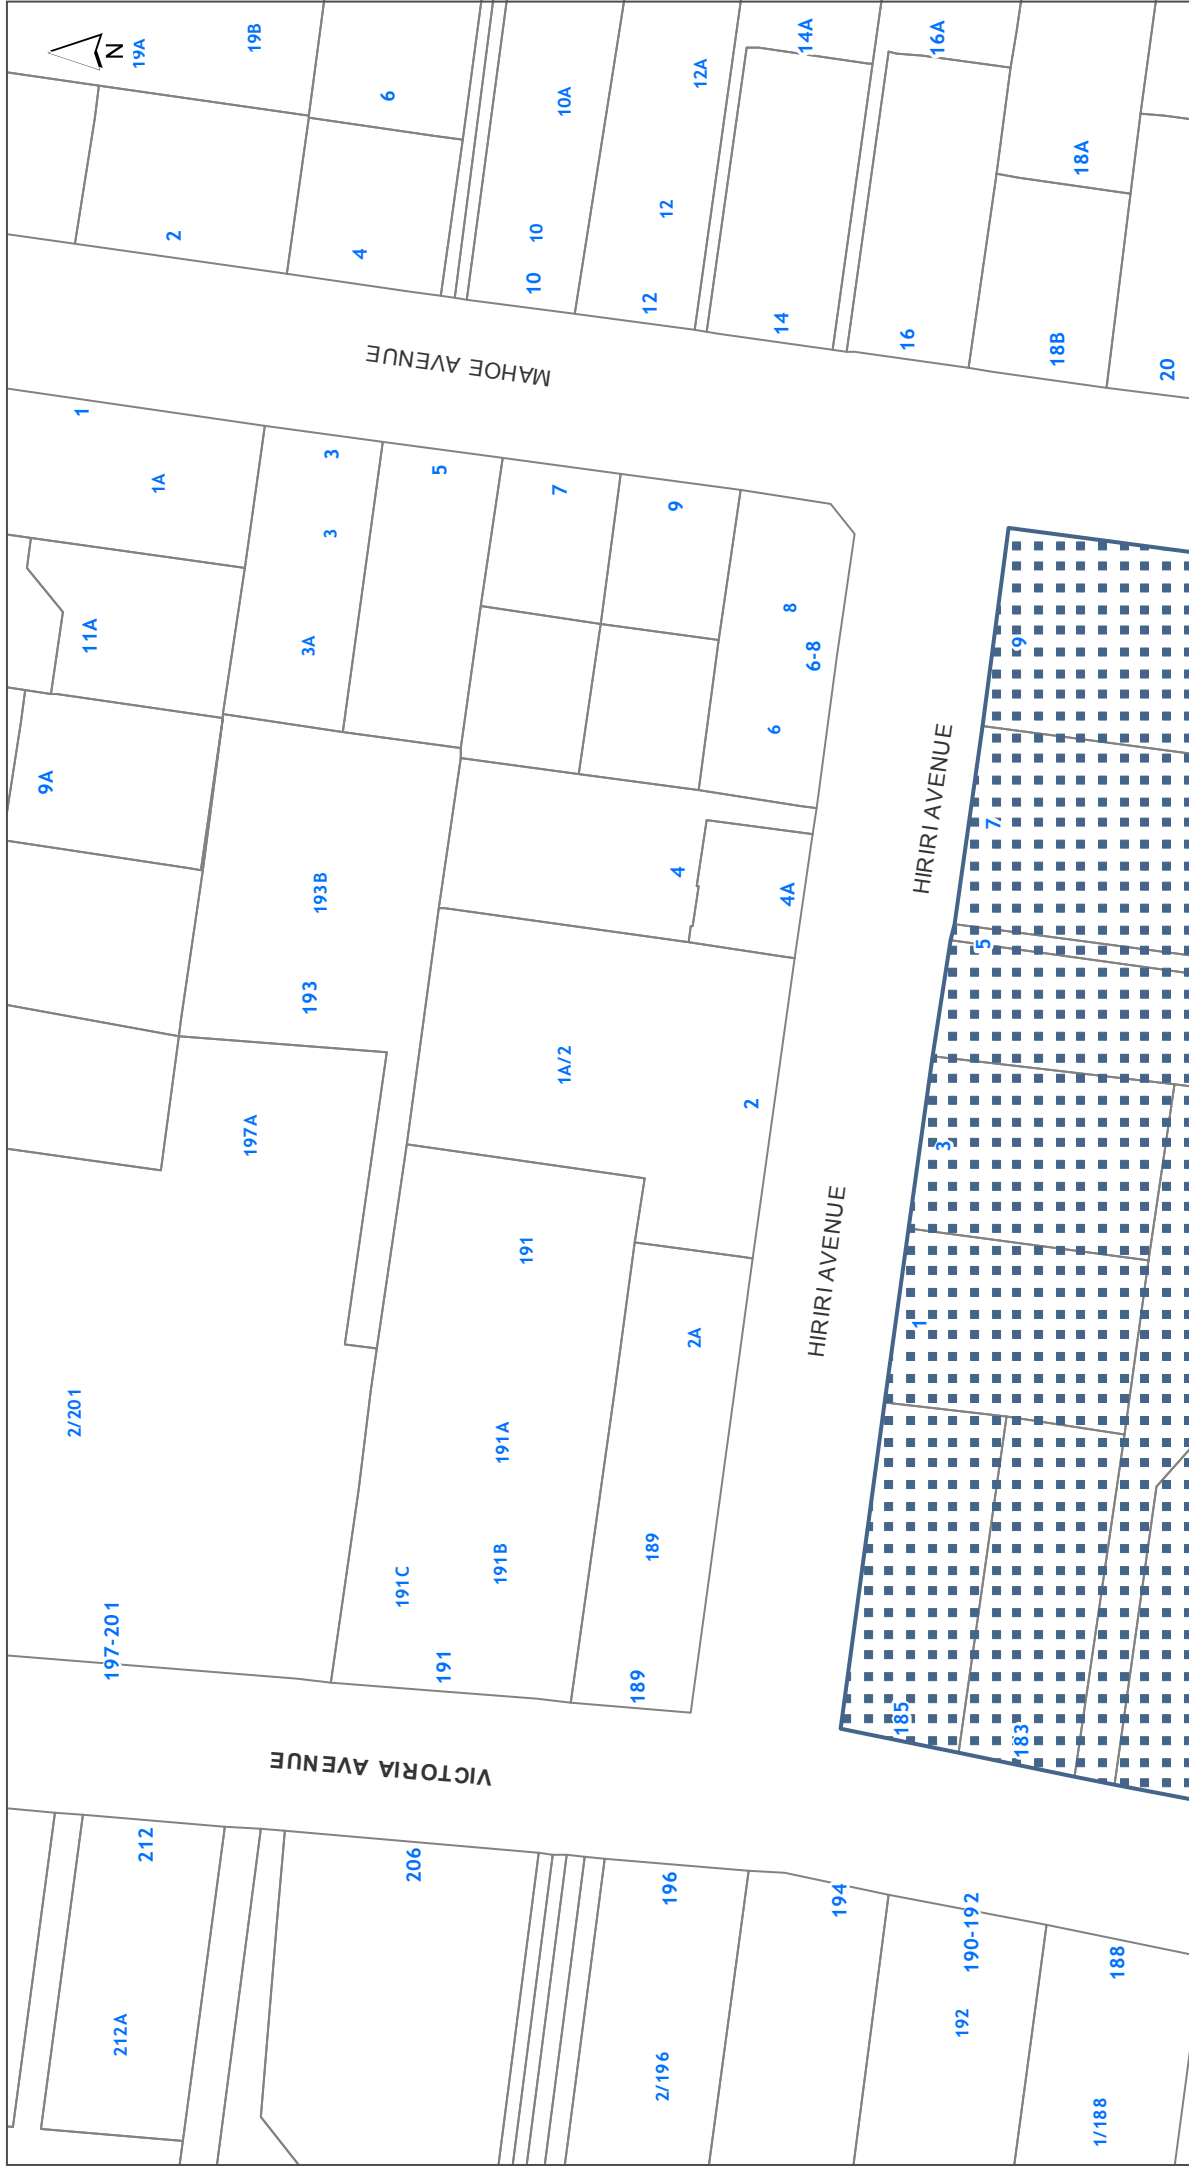 9A
2/201
1
11A
197-201
N
212A
19A
212
1A
2
197A
19B
3A
193
193B
3
3
4
VICTORIA AVENUE
6
191C
206
5
MAHOE AVENUE
191
191B
191A
191
10
10
7
1A/2
10A
189
12
189
2/196
12
196
9
4
2A
12A
2
6
14
4A
8
14A
6-8
HIRIRI AVENUE
194
185
16
1
HIRIRI AVENUE
16A
3
192
190-192
5
7
183
9
18B
18A
1/188
188
20